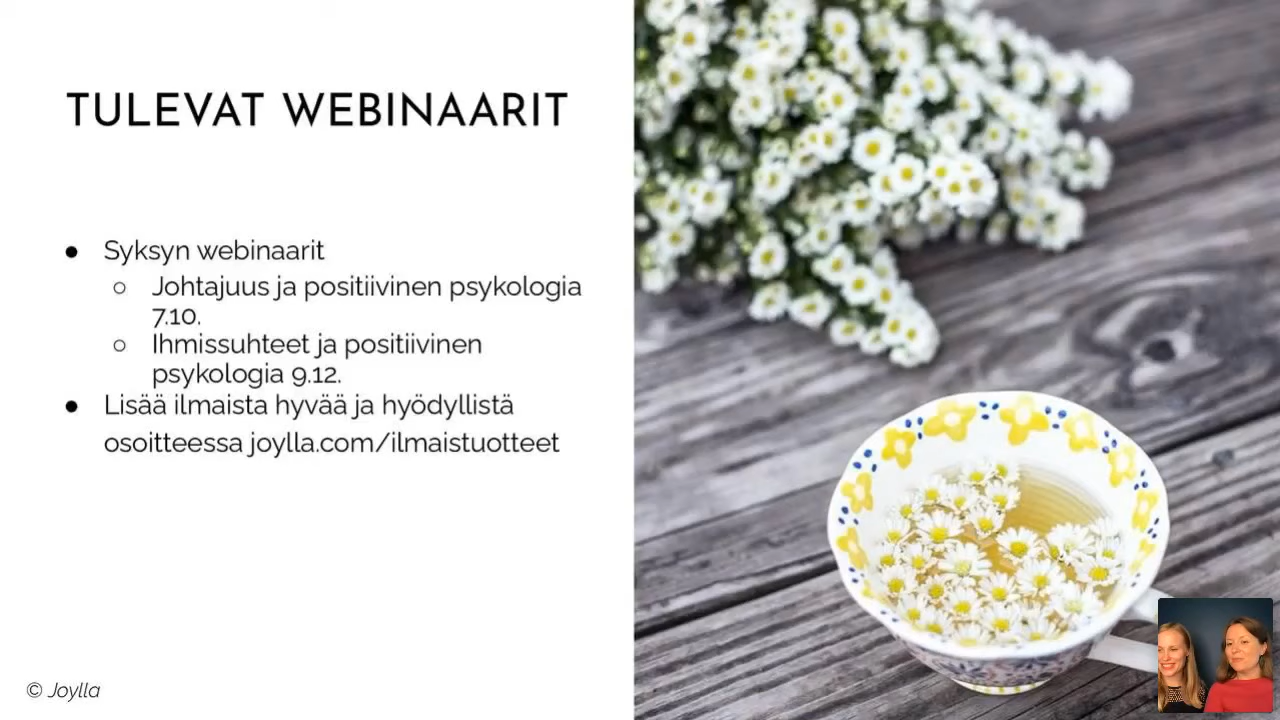 TULEVAT WEBINAARIT
● Syksyn webinaarit
○ Johtajuus ja positiivinen psykologia
7.10.
○ Ihmissuhteet ja positiivinen
psykologia 9.12.
● Lisää ilmaista hyvää ja hyödyllistä
osoitteessa joylla.com/ilmaistuotteet
© Joylla